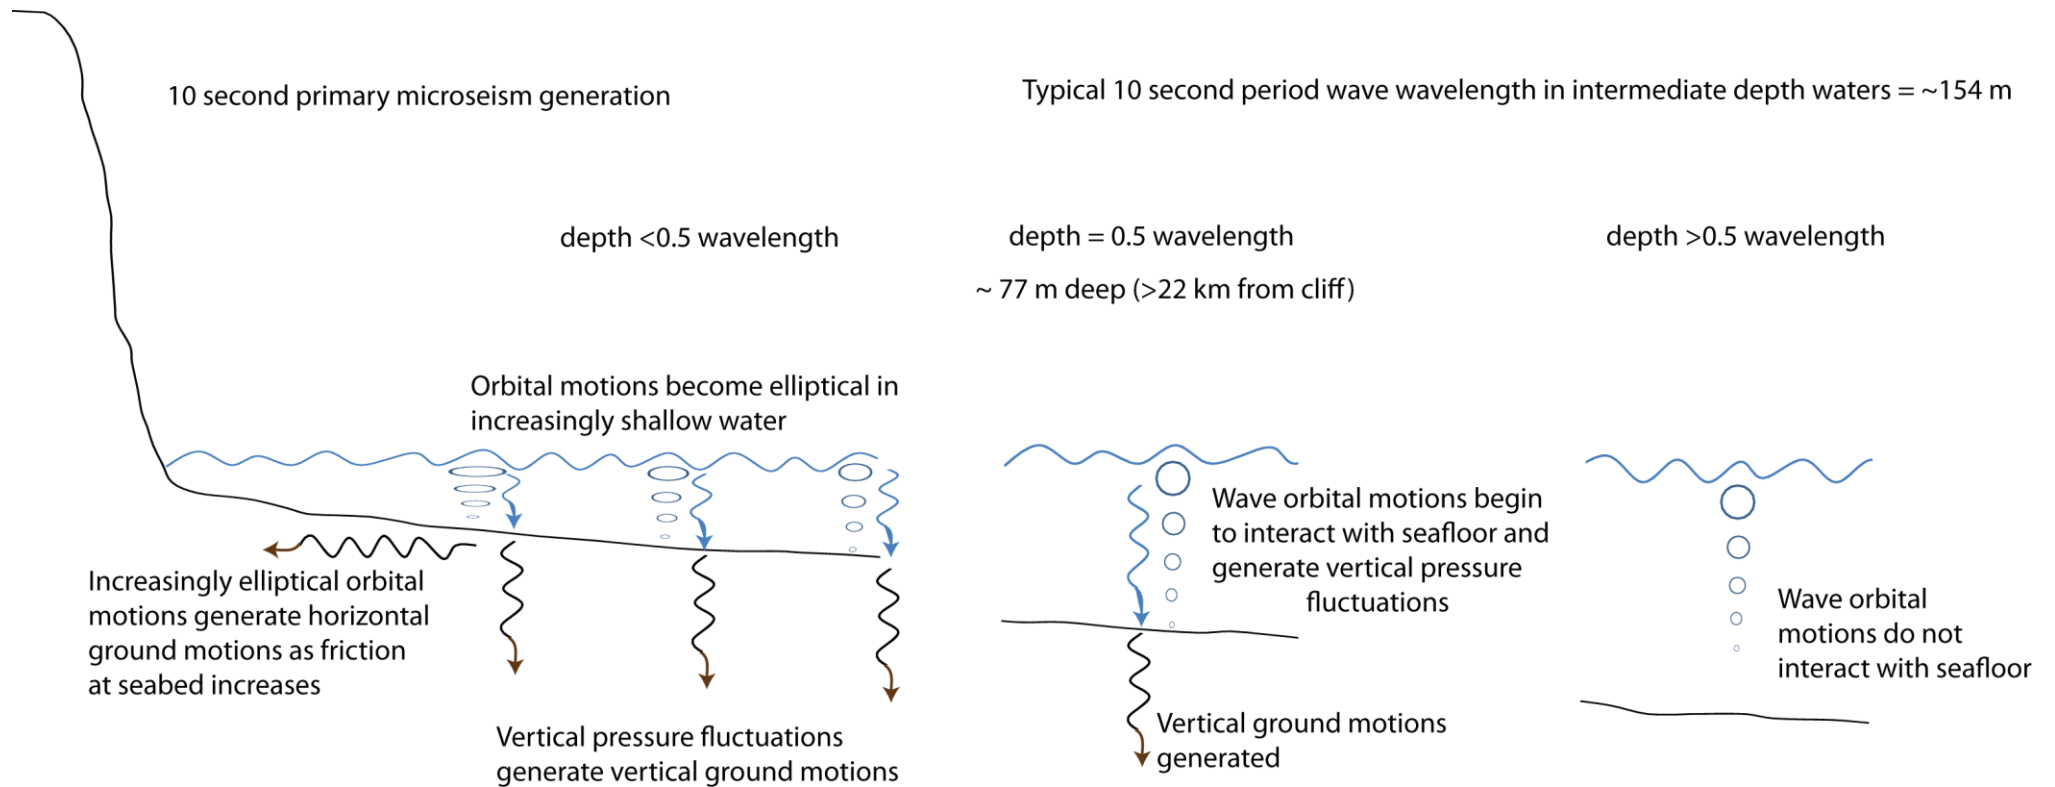 10 second primary microseism generation
Typical 10 second period wave wavelength in intermediate depth waters = ~154 m
depth <0.5 wavelength
depth = 0.5 wavelength
~ 77 m deep (>22 km from cliff)
depth >0.5 wavelength
Orbital motions become elliptical in
increasingly shallow water
Increasingly elliptical orbital
motions generate horizontal
ground motions as friction
at seabed increases
Vertical pressure fluctuations
generate vertical ground motions
Wave orbital motions begin
to interact with seafloor and
generate vertical pressure
fluctuations
Vertical ground motions
generated
Wave orbital
motions do not
interact with seafloor